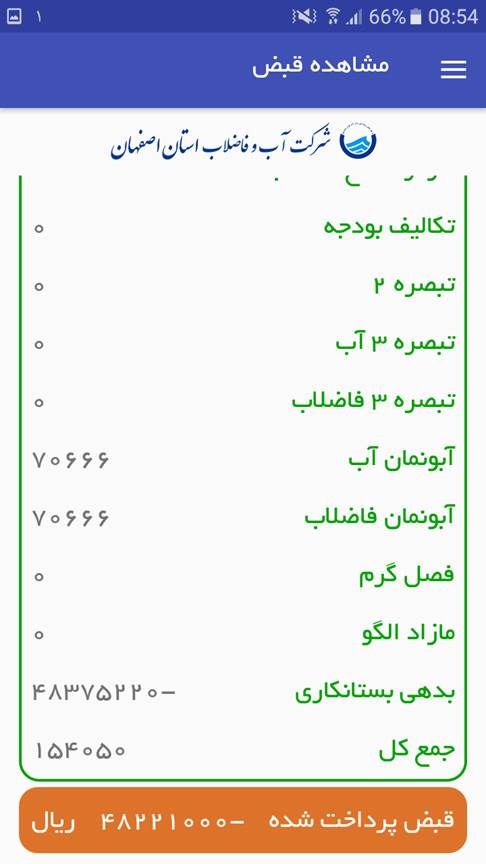 ۱ 66% 08:54
مشاهده قبض
شرکت آب و فاضلاب استان اصفهان
تکالیف بودجه ۰
تبصره ۲ ۰
تبصره ۳ آب ۰
تبصره ۳ فاضلاب ۰
آبونمان آب ۷۰۶۶۶
آبونمان فاضلاب ۷۰۶۶۶
فصل گرم ۰
مازاد الگو ۰
بدهی بستانکاری ۴۸۳۷۵۲۲۰-
جمع کل ۱۵۴۰۵۰
قبض پرداخت شده ۴۸۲۲۱۰۰۰- ریال